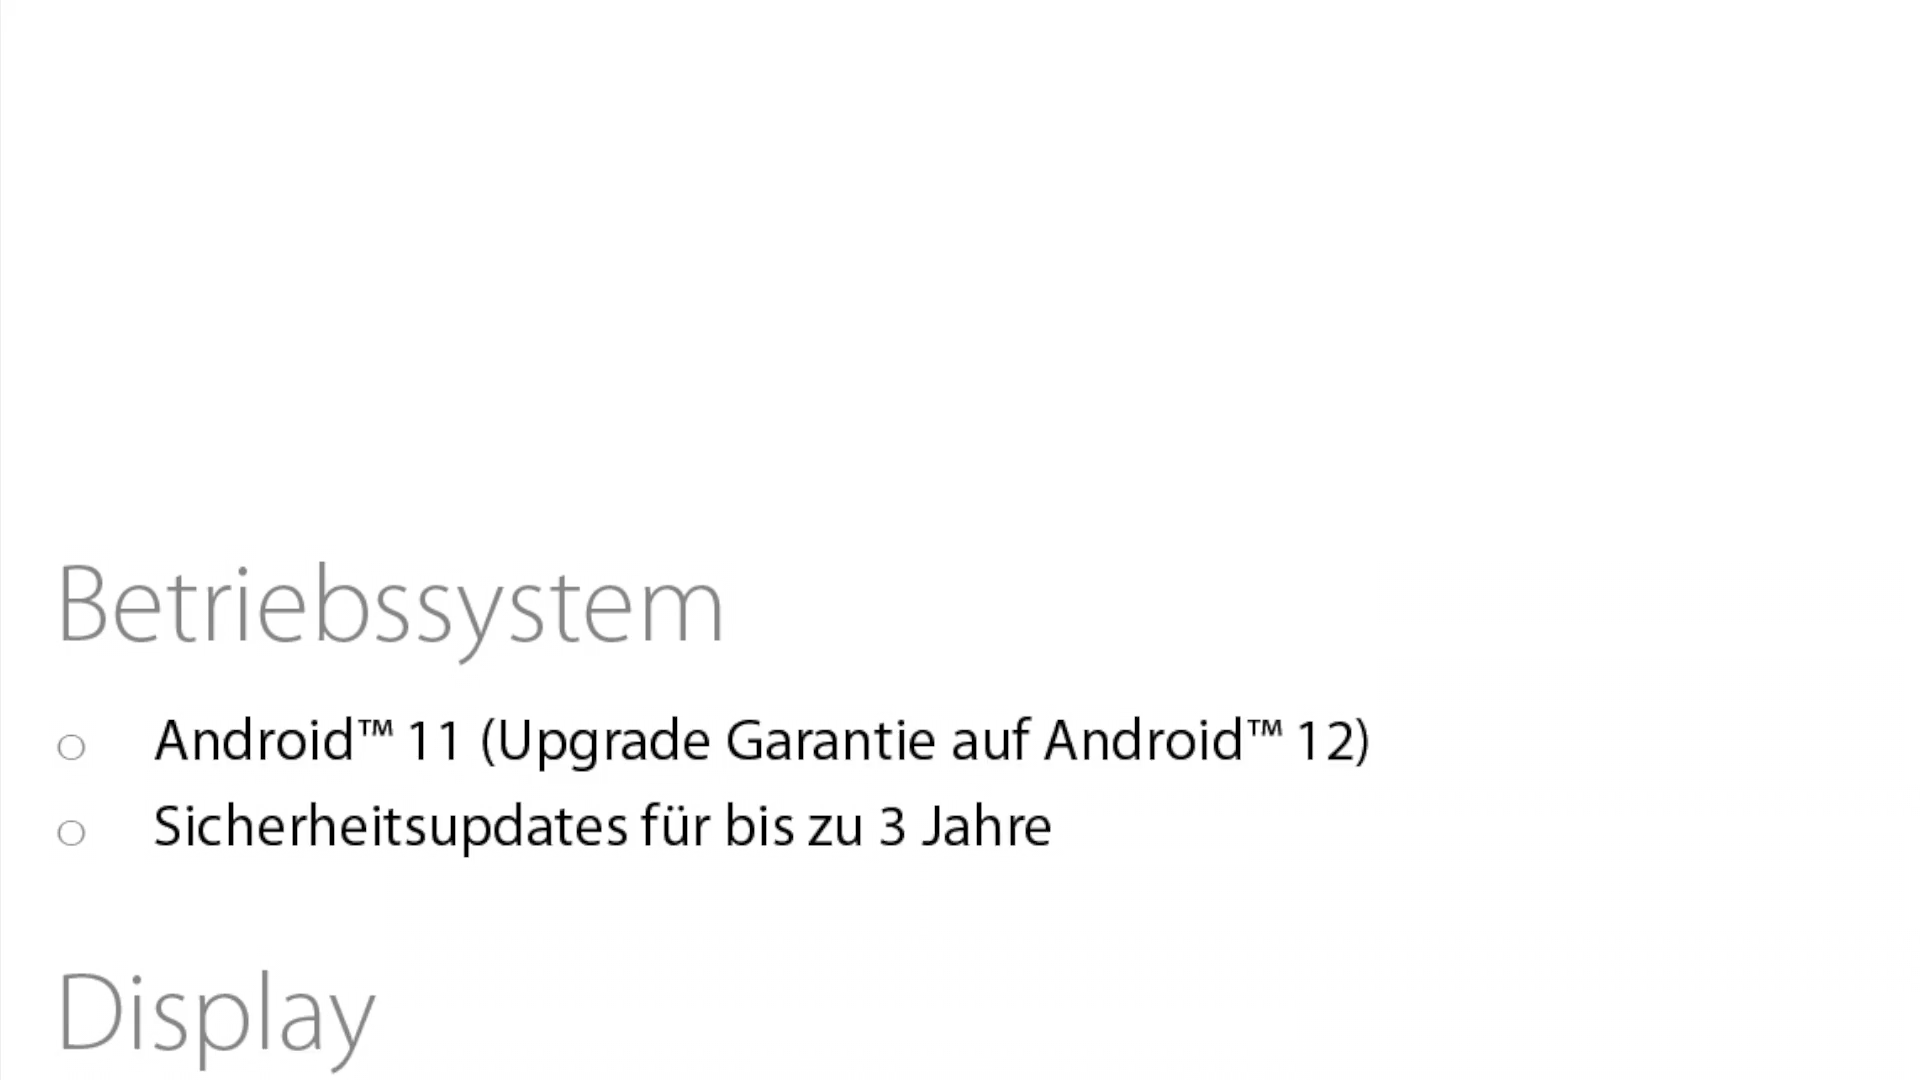 Betriebssystem
Android™ 11 (Upgrade Garantie auf Android™ 12)
Sicherheitsupdates für bis zu 3 Jahre
Display